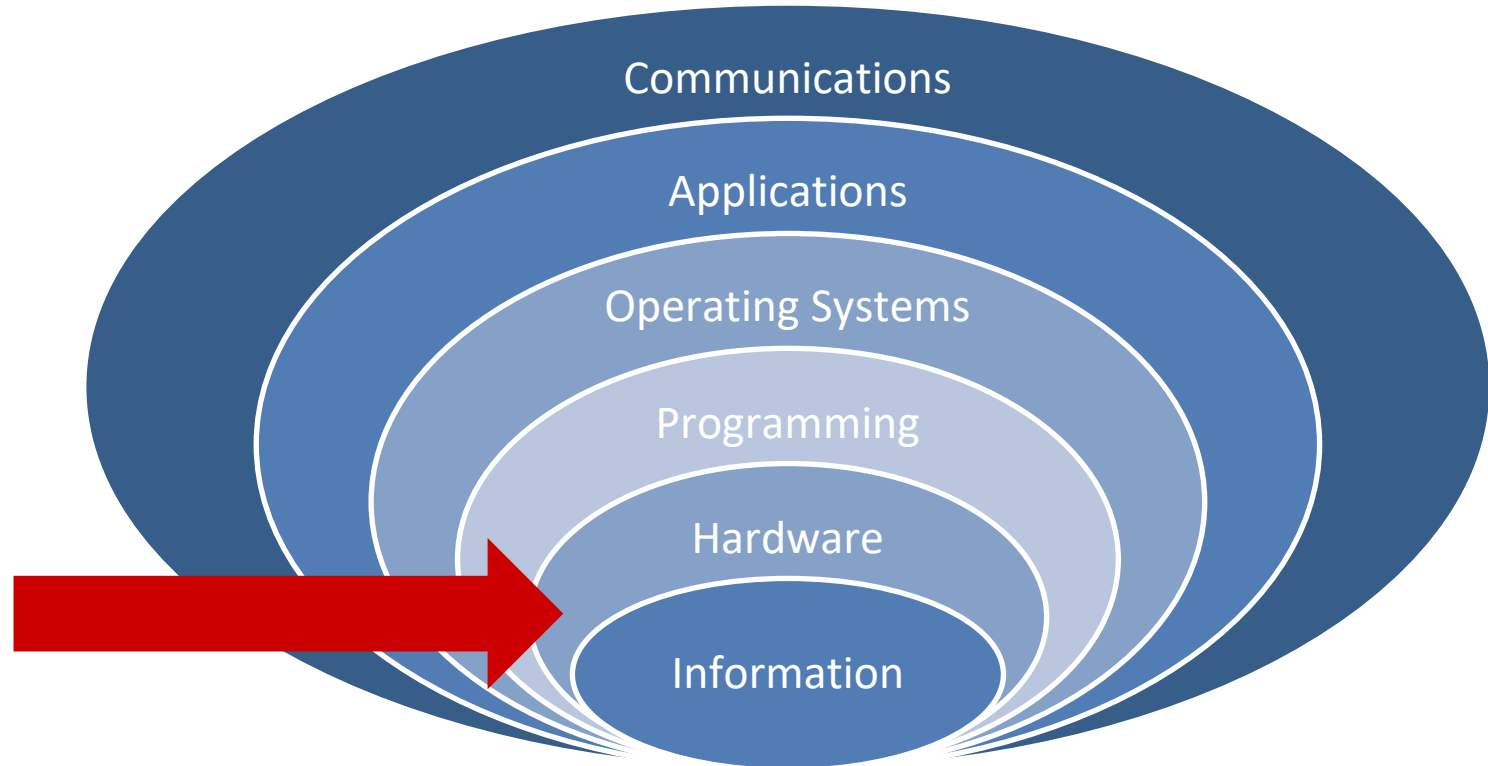 Communications
Applications
Operating Systems
Programming
Hardware
Information